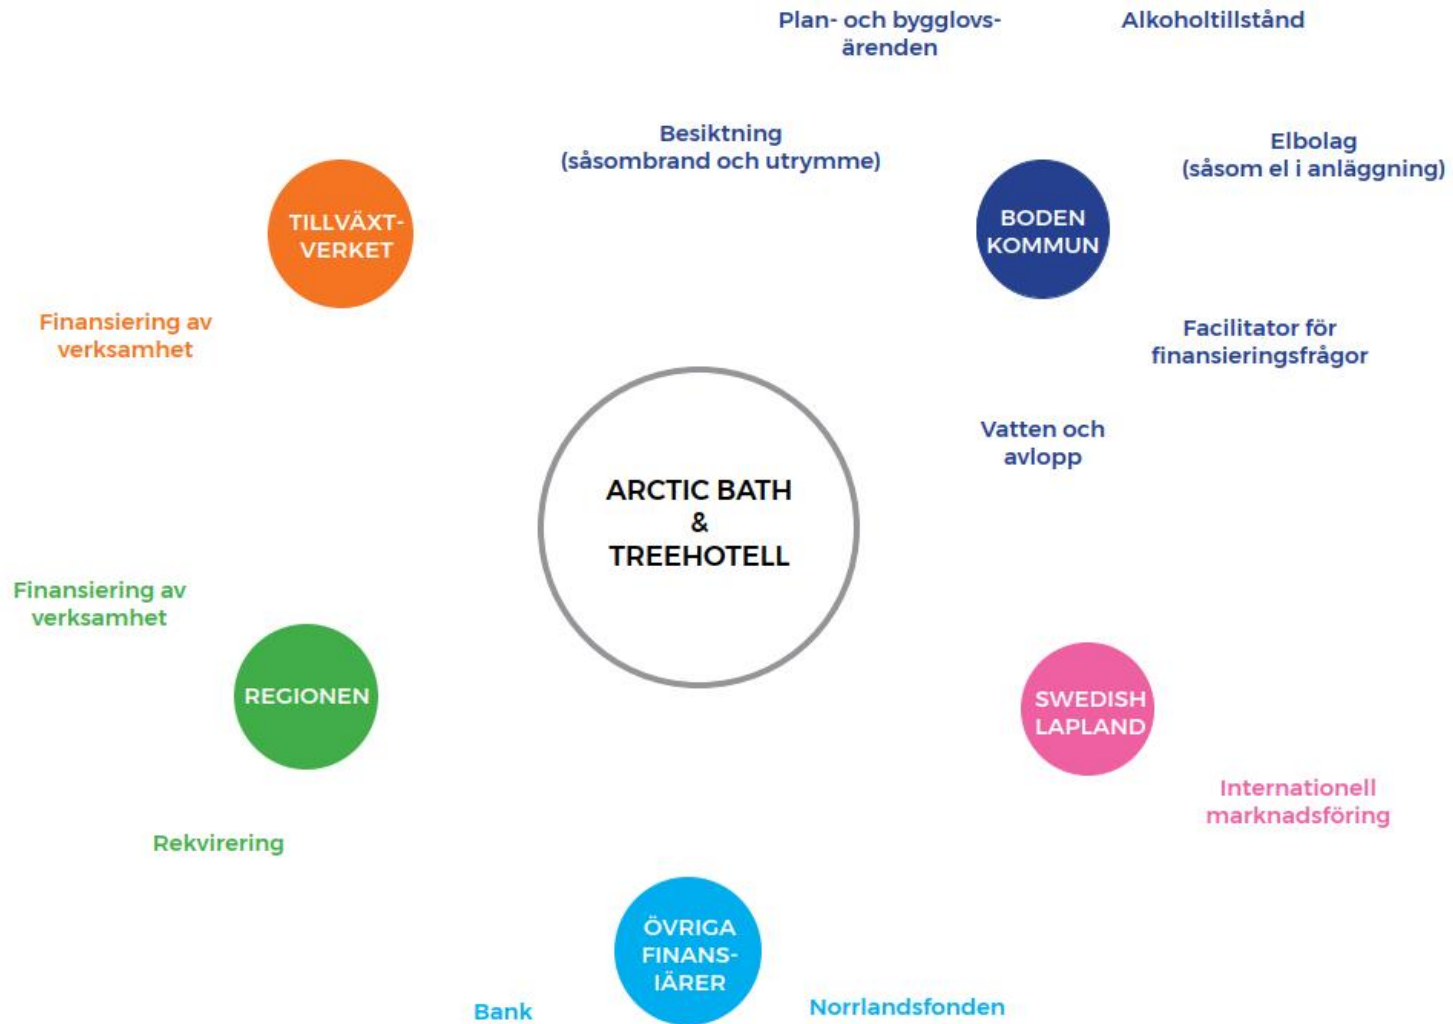 Plan- och bygglovs-
ärenden
Alkoholtillstånd
Besiktning
(såsombrand och utrymme)
Elbolag
(såsom el i anläggning)
TILLVÄXT-
VERKET
BODEN
KOMMUN
Finansiering av
verksamhet
Facilitator för
finansieringsfrågor
Vatten och
avlopp
ARCTIC BATH
&
TREEHOTELL
Finansiering av
verksamhet
REGIONEN
SWEDISH
LAPLAND
Internationell
marknadsföring
Rekvirering
ÖVRIGA
FINANS-
IÄRER
Bank
Norrlandsfonden